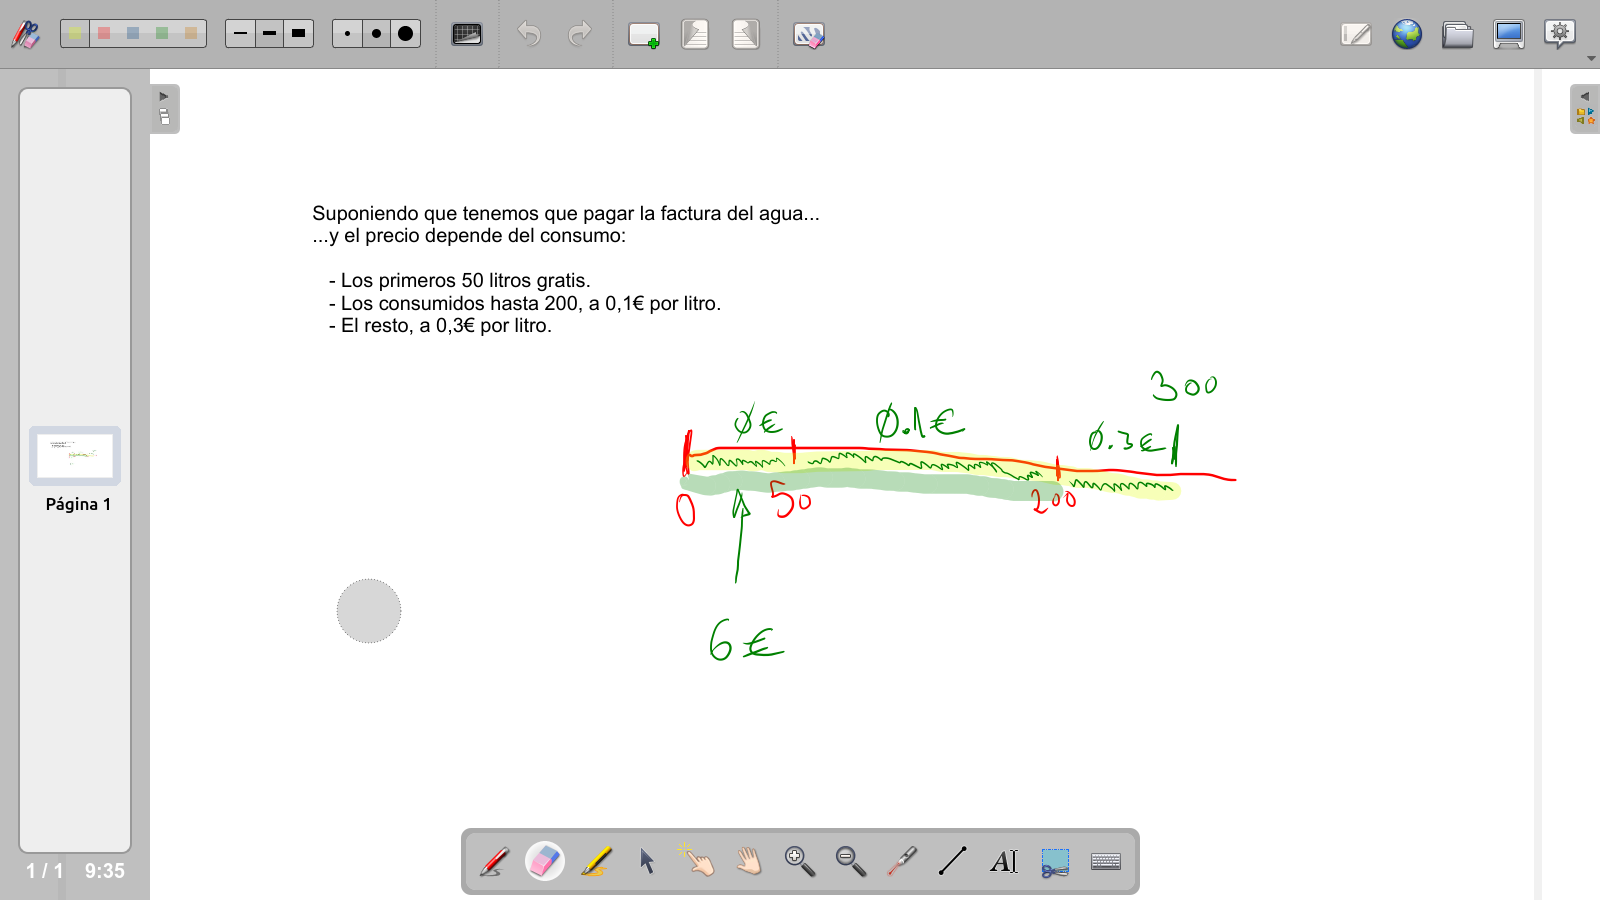 Suponiendo que tenemos que pagar la factura del agua...
...y el precio depende del consumo:
- Los primeros 50 litros gratis.
- Los consumidos hasta 200, a 0,1€ por litro.
- El resto, a 0,3€ por litro.
300
0€ 0.1€ 0.3€
0 50 200
6€
Página 1
1 / 1 9:35
AI